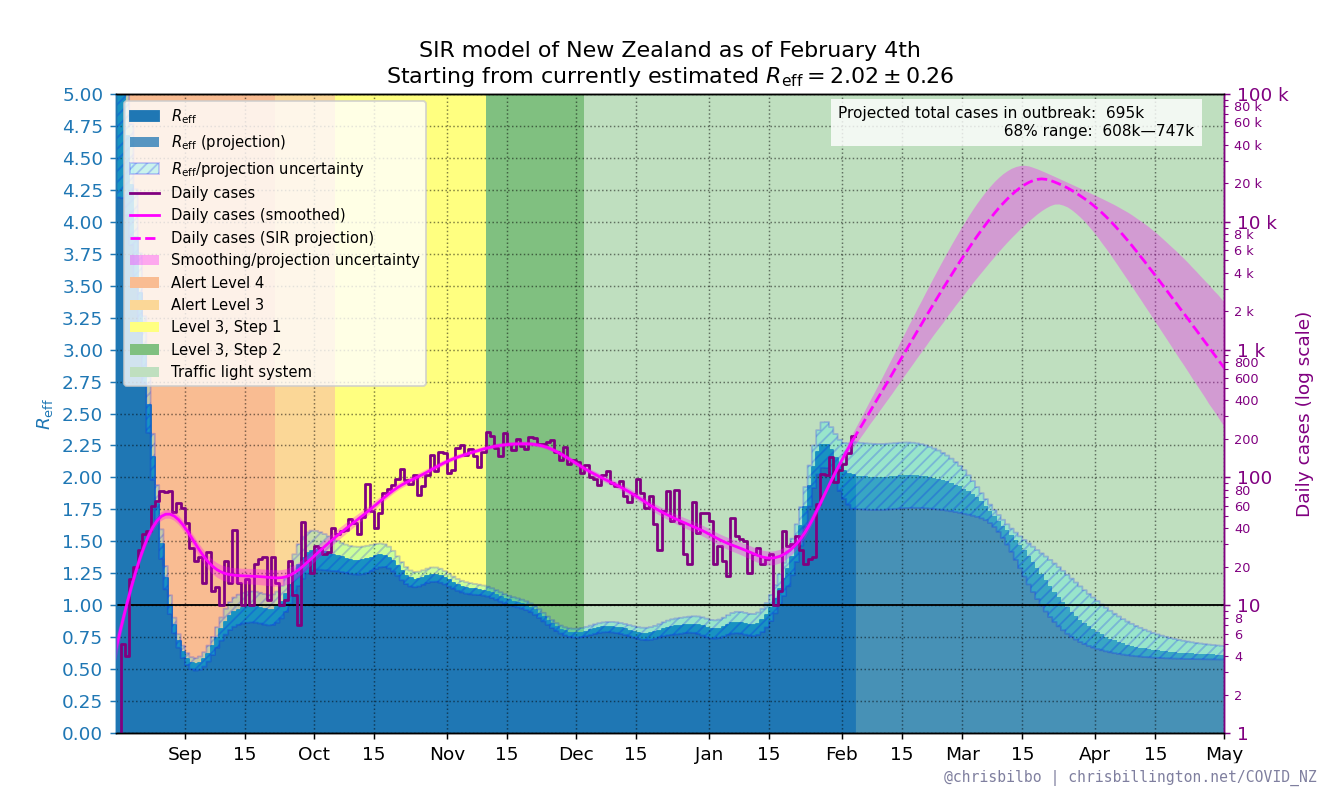 SIR model of New Zealand as of February 4th
Starting from currently estimated R_eff = 2.02 ± 0.26
Projected total cases in outbreak: 695k
68% range: 608k—747k
R_eff
R_eff (projection)
R_eff/projection uncertainty
Daily cases
Daily cases (smoothed)
Daily cases (SIR projection)
Smoothing/projection uncertainty
Alert Level 4
Alert Level 3
Level 3, Step 1
Level 3, Step 2
Traffic light system
R_eff
5.00
4.75
4.50
4.25
4.00
3.75
3.50
3.25
3.00
2.75
2.50
2.25
2.00
1.75
1.50
1.25
1.00
0.75
0.50
0.25
0.00
100 k
80 k
60 k
40 k
20 k
10 k
8 k
6 k
4 k
2 k
1 k
800
600
400
200
100
80
60
40
20
10
8
6
4
2
1
Daily cases (log scale)
Sep 15 Oct 15 Nov 15 Dec 15 Jan 15 Feb 15 Mar 15 Apr 15 May
@chrisbilbo | chrisbillington.net/COVID_NZ